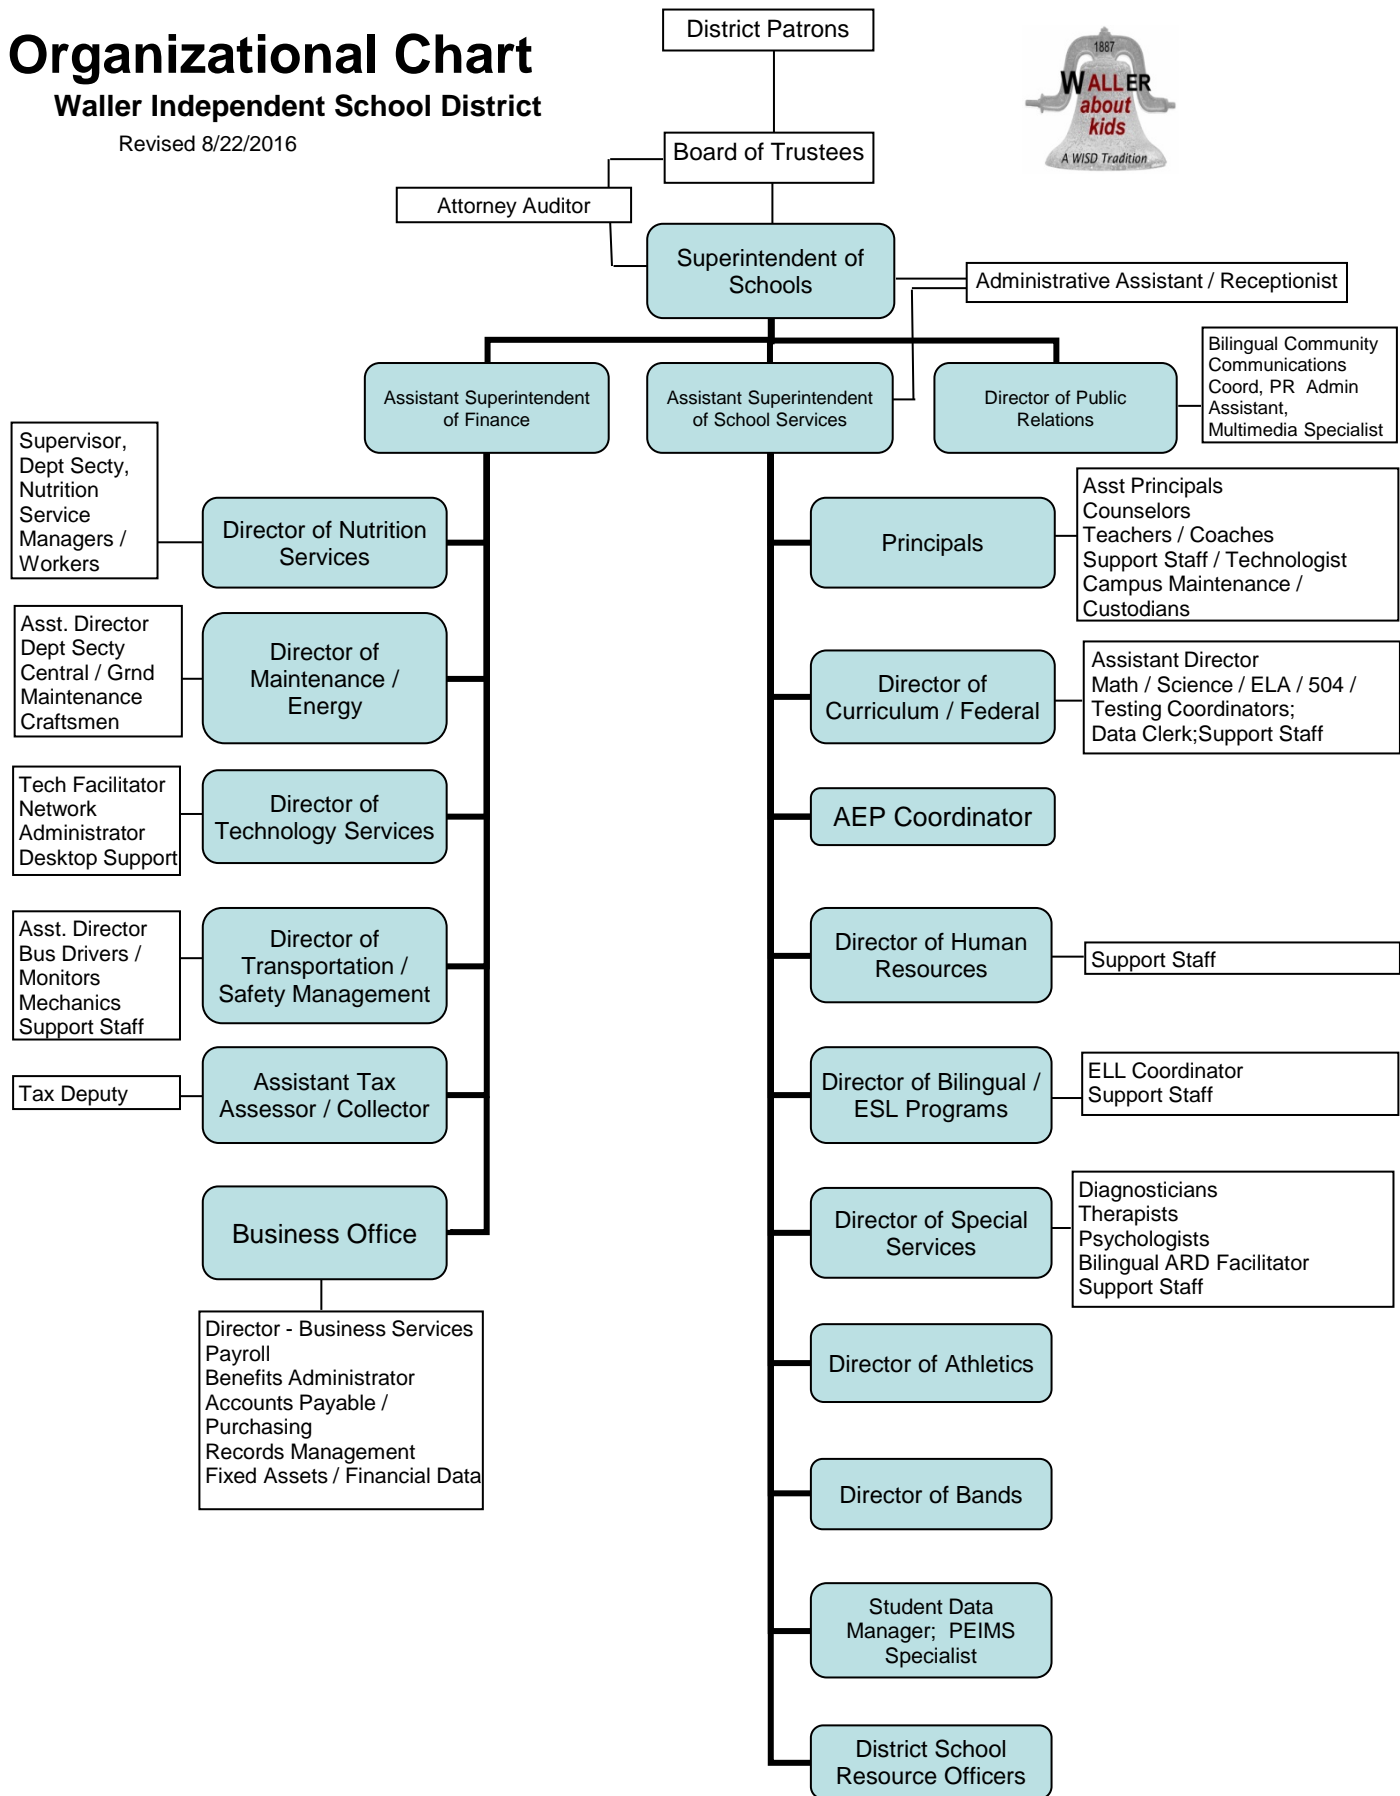 Organizational Chart
Waller Independent School District
Revised 8/22/2016
District Patrons
1887
WALLER
about
kids
A WISD Tradition
Board of Trustees
Attorney Auditor
Superintendent of
Schools
Administrative Assistant / Receptionist
Assistant Superintendent
of Finance
Assistant Superintendent
of School Services
Director of Public
Relations
Bilingual Community
Communications
Coord, PR  Admin
Assistant,
Multimedia Specialist
Supervisor,
Dept Secty,
Nutrition
Service
Managers /
Workers
Director of Nutrition
Services
Asst. Director
Dept Secty
Central / Grnd
Maintenance
Craftsmen
Director of
Maintenance /
Energy
Tech Facilitator
Network
Administrator
Desktop Support
Director of
Technology Services
Asst. Director
Bus Drivers /
Monitors
Mechanics
Support Staff
Director of
Transportation /
Safety Management
Tax Deputy
Assistant Tax
Assessor / Collector
Business Office
Director - Business Services
Payroll
Benefits Administrator
Accounts Payable /
Purchasing
Records Management
Fixed Assets / Financial Data
Principals
Asst Principals
Counselors
Teachers / Coaches
Support Staff / Technologist
Campus Maintenance /
Custodians
Director of
Curriculum / Federal
Assistant Director
Math / Science / ELA / 504 /
Testing Coordinators;
Data Clerk;Support Staff
AEP Coordinator
Director of Human
Resources
Support Staff
Director of Bilingual /
ESL Programs
ELL Coordinator
Support Staff
Director of Special
Services
Diagnosticians
Therapists
Psychologists
Bilingual ARD Facilitator
Support Staff
Director of Athletics
Director of Bands
Student Data
Manager;  PEIMS
Specialist
District School
Resource Officers